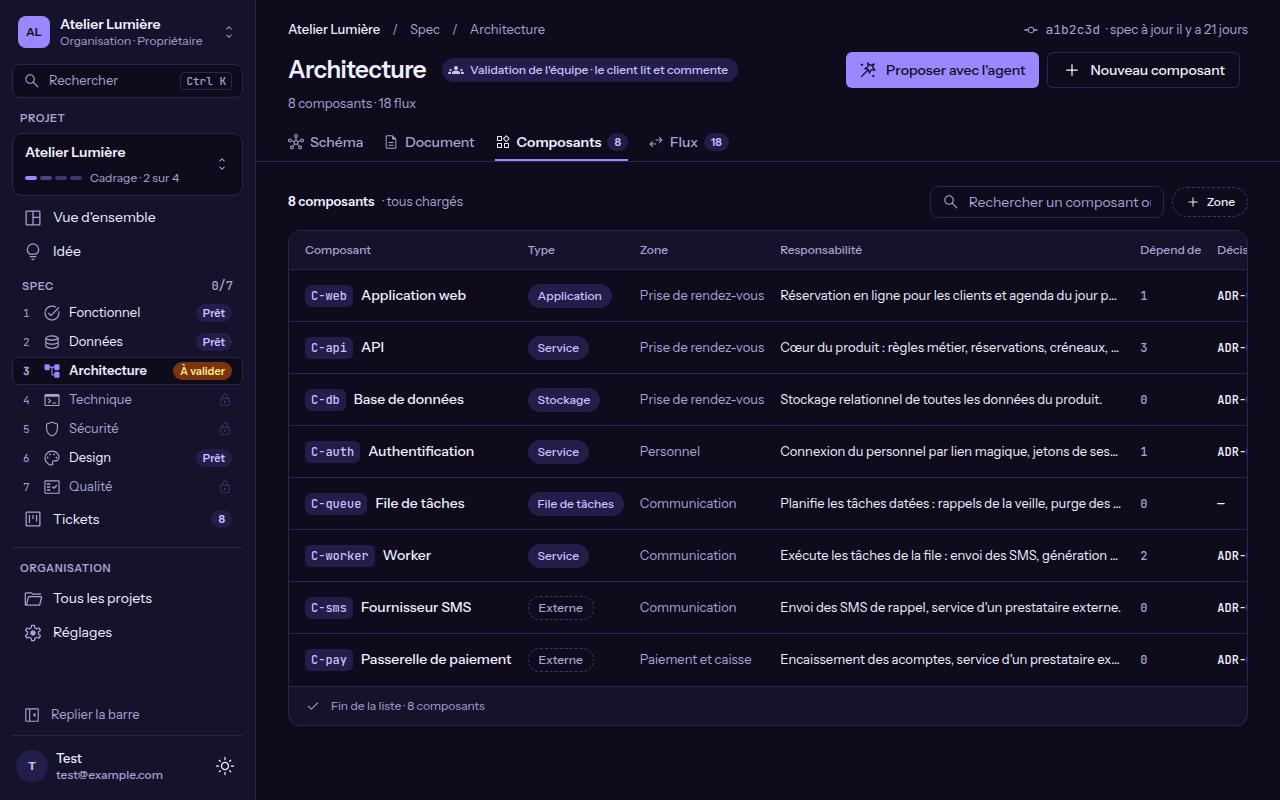 AL
Atelier Lumière
Organisation · Propriétaire
Rechercher
Ctrl K
PROJET
Atelier Lumière
Cadrage · 2 sur 4
Vue d'ensemble
Idée
SPEC 0/7
1 Fonctionnel Prêt
2 Données Prêt
3 Architecture À valider
4 Technique
5 Sécurité
6 Design Prêt
7 Qualité
Tickets 8
ORGANISATION
Tous les projets
Réglages
Replier la barre
T
Test
test@example.com
Atelier Lumière / Spec / Architecture
a1b2c3d · spec à jour il y a 21 jours
Architecture
Validation de l'équipe · le client lit et commente
Proposer avec l'agent
Nouveau composant
8 composants · 18 flux
Schéma
Document
Composants 8
Flux 18
8 composants · tous chargés
Rechercher un composant
Zone
Composant Type Zone Responsabilité Dépend de Décis
C-web Application web Application Prise de rendez-vous Réservation en ligne pour les clients et agenda du jour p… 1 ADR-
C-api API Service Prise de rendez-vous Cœur du produit : règles métier, réservations, créneaux, … 3 ADR-
C-db Base de données Stockage Prise de rendez-vous Stockage relationnel de toutes les données du produit. 0 ADR-
C-auth Authentification Service Personnel Connexion du personnel par lien magique, jetons de ses… 1 ADR-
C-queue File de tâches File de tâches Communication Planifie les tâches datées : rappels de la veille, purge des … 0 –
C-worker Worker Service Communication Exécute les tâches de la file : envoi des SMS, génération … 2 ADR-
C-sms Fournisseur SMS Externe Communication Envoi des SMS de rappel, service d'un prestataire externe. 0 ADR-
C-pay Passerelle de paiement Externe Paiement et caisse Encaissement des acomptes, service d'un prestataire ex… 0 ADR-
Fin de la liste · 8 composants